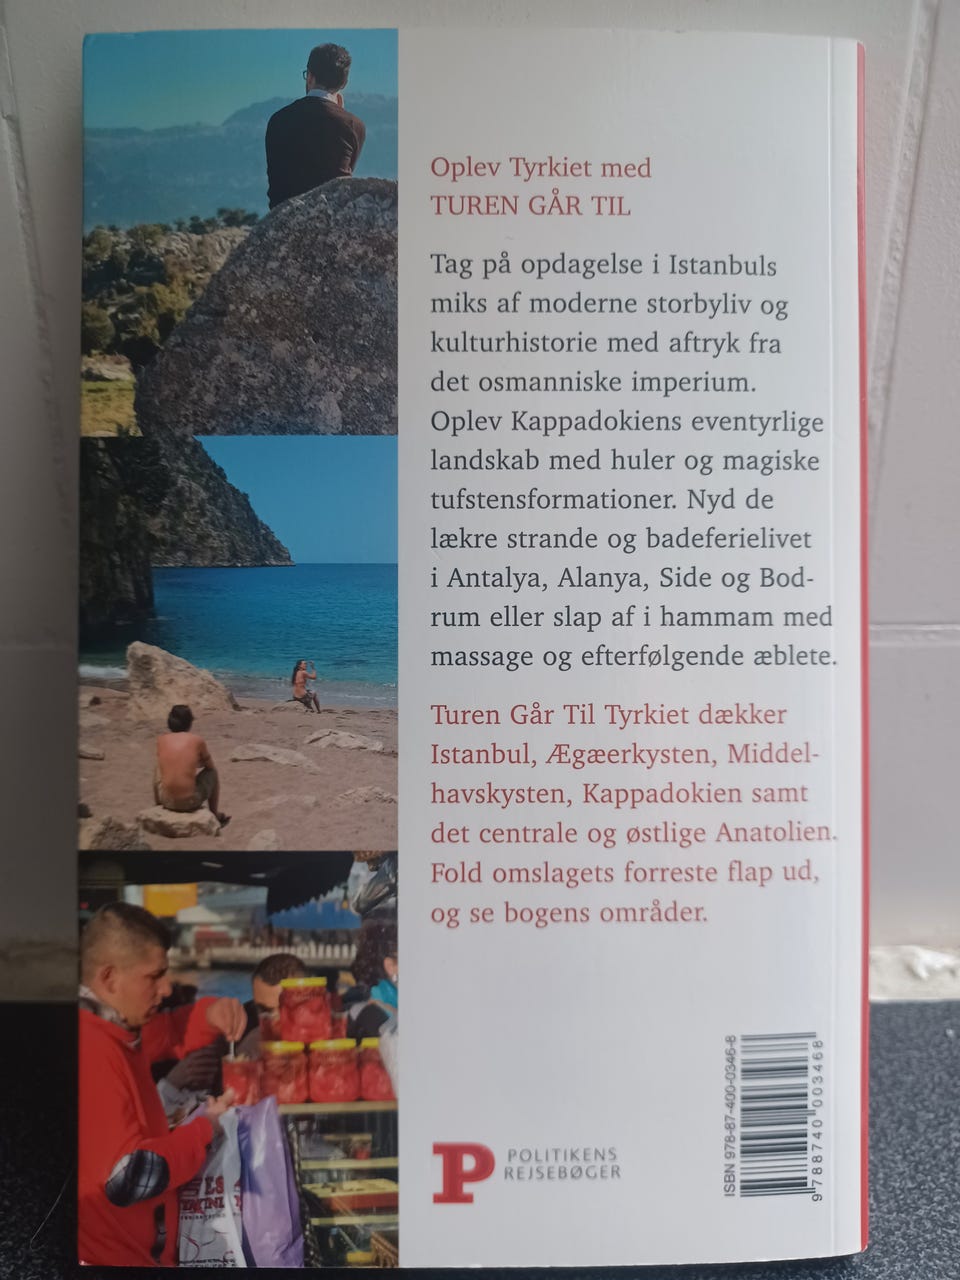 Oplev Tyrkiet med
TUREN GÅR TIL
Tag på opdagelse i Istanbuls
miks af moderne storbyliv og
kulturhistorie med aftryk fra
det osmanniske imperium.
Oplev Kappadokiens eventyrlige
landskab med huler og magiske
tufstensformationer. Nyd de
lækre strande og badeferielivet
i Antalya, Alanya, Side og Bod-
rum eller slap af i hammam med
massage og efterfølgende æblete.
Turen Går Til Tyrkiet dækker
Istanbul, Ægæerkysten, Middel-
havskysten, Kappadokien samt
det centrale og østlige Anatolien.
Fold omslagets forreste flap ud,
og se bogens områder.
P POLITIKENS
REJSEBØGER
ISBN 978-87-400-0346-8
9788740003468